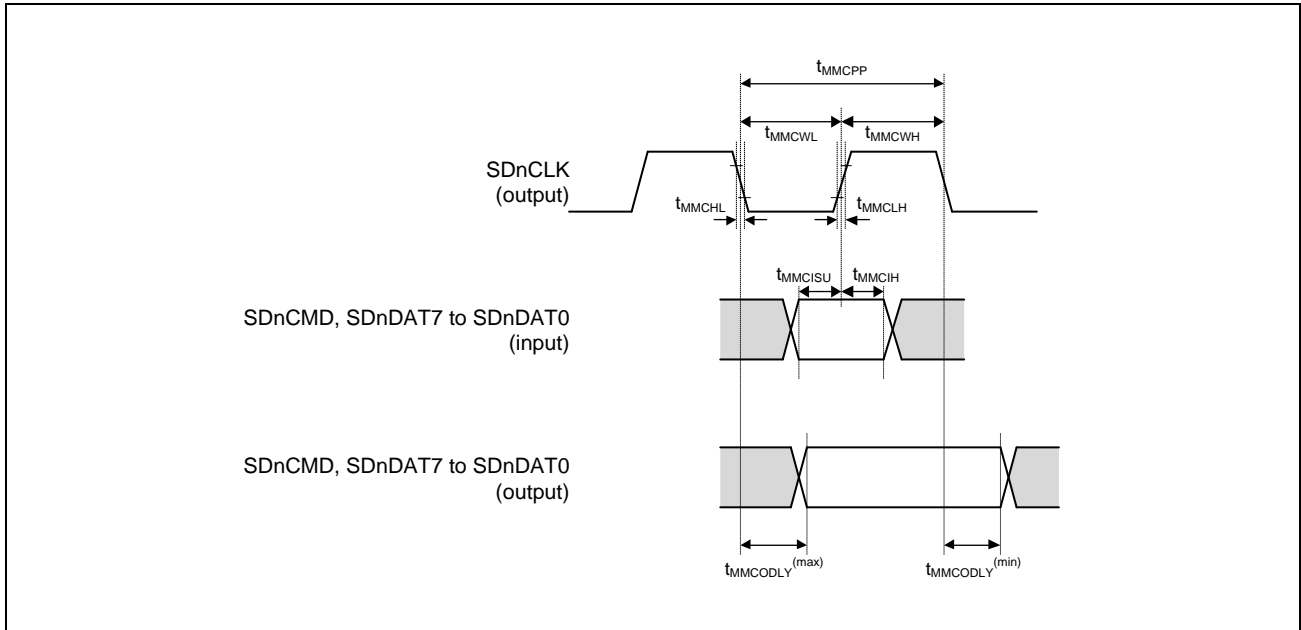 tMMCPP
tMMCWL
tMMCWH
SDnCLK
(output)
tMMCHL
tMMCLH
tMMCISU
tMMCIH
SDnCMD, SDnDAT7 to SDnDAT0
(input)
SDnCMD, SDnDAT7 to SDnDAT0
(output)
tMMCODLY(max)
tMMCODLY(min)